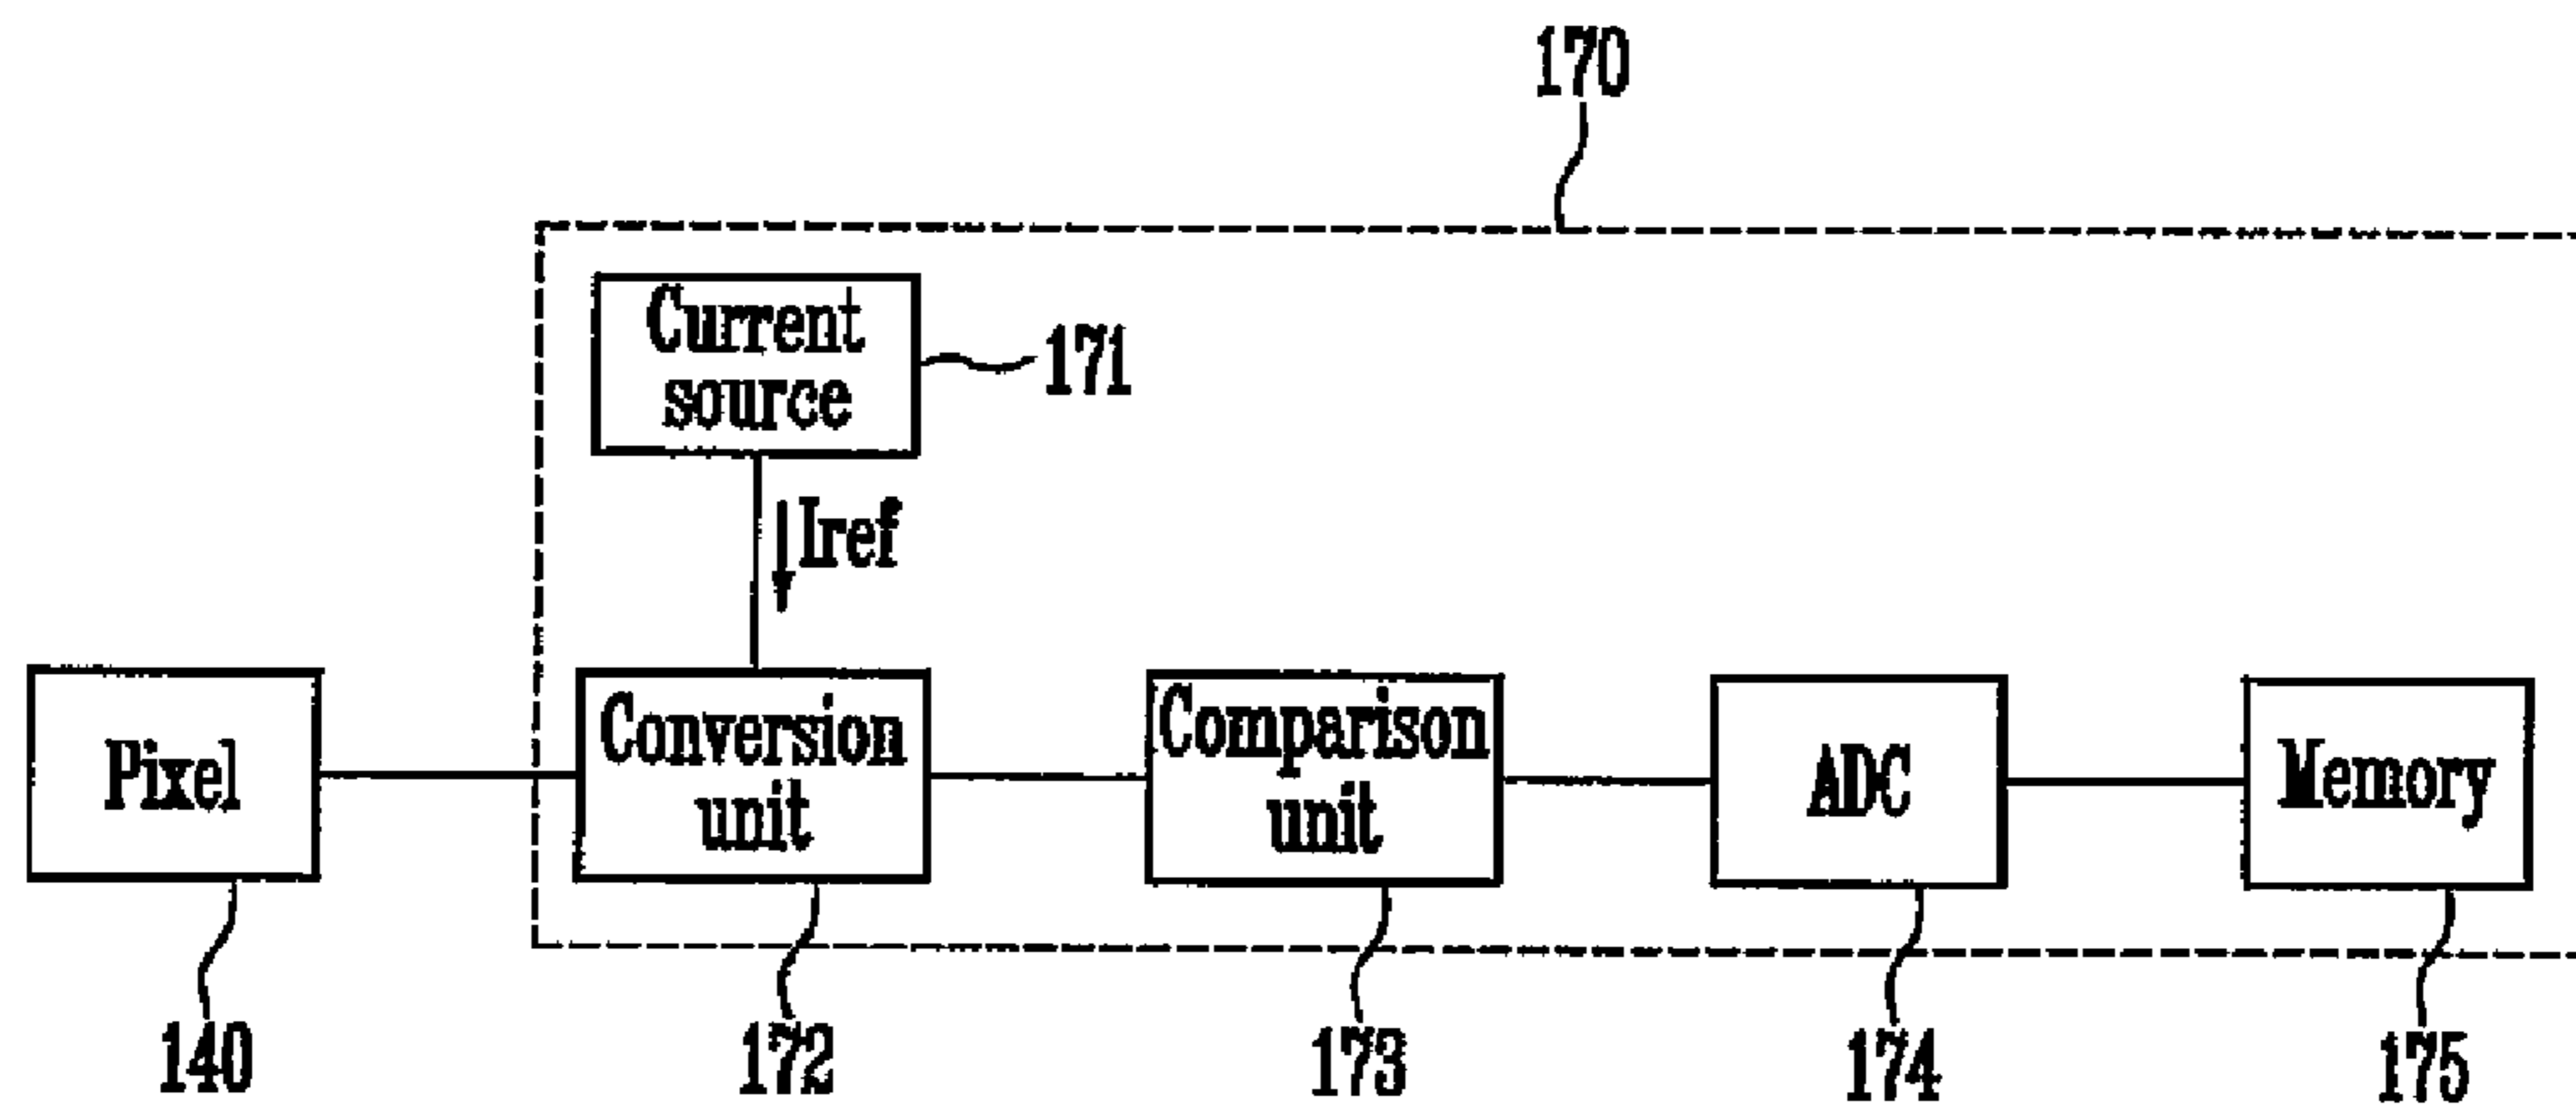 170
Current
source
171
Iref
Pixel
Conversion
unit
Comparison
unit
ADC
Memory
140
172
173
174
175